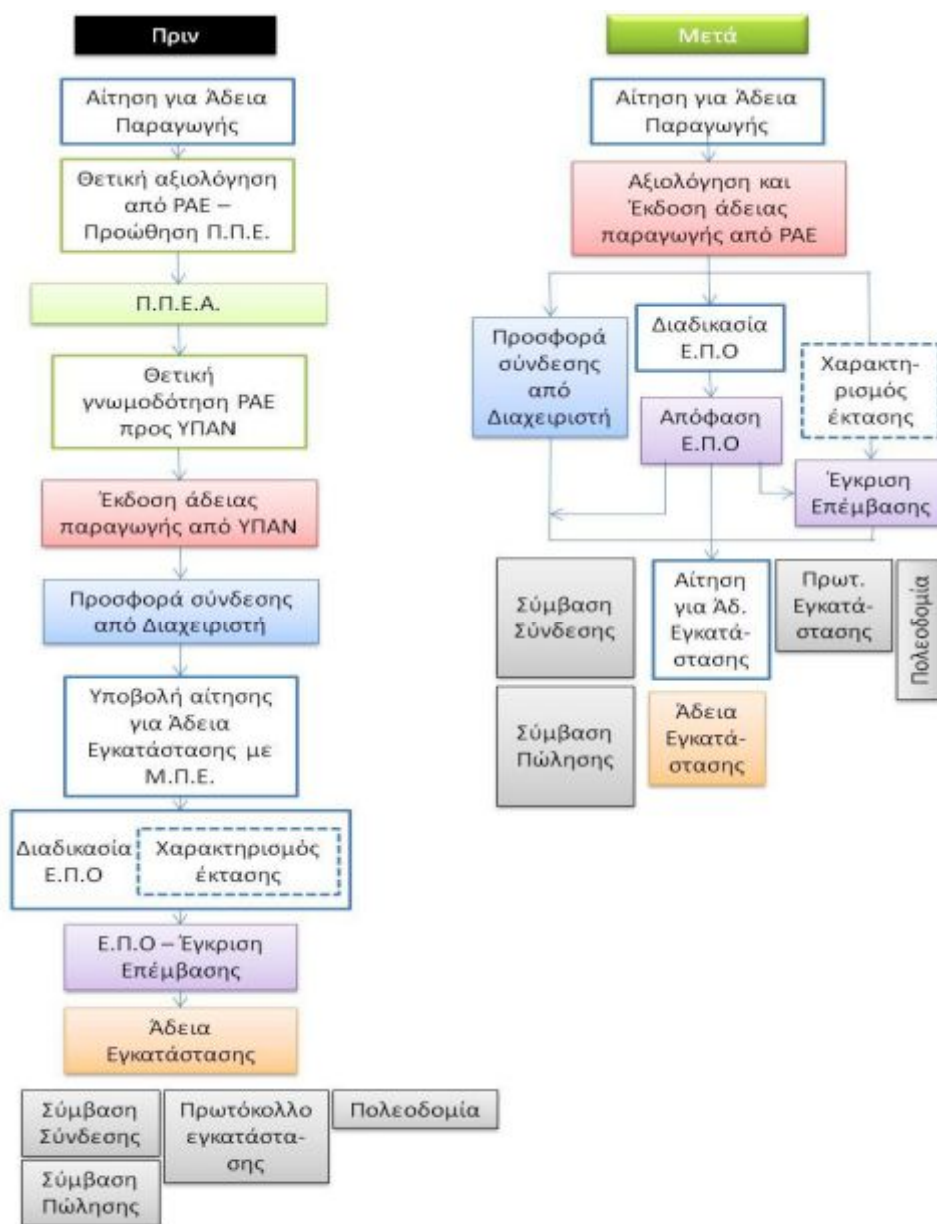 Πριν
Αίτηση για Άδεια
Παραγωγής
Θετική αξιολόγηση
από ΡΑΕ –
Προώθηση Π.Π.Ε.
Π.Π.Ε.Α.
Θετική
γνωμοδότηση ΡΑΕ
προς ΥΠΑΝ
Έκδοση άδειας
παραγωγής από ΥΠΑΝ
Προσφορά σύνδεσης
από Διαχειριστή
Υποβολή αίτησης
για Άδεια
Εγκατάστασης με
Μ.Π.Ε.
Διαδικασία
Ε.Π.Ο
Χαρακτηρισμός
έκτασης
Ε.Π.Ο – Έγκριση
Επέμβασης
Άδεια
Εγκατάστασης
Σύμβαση
Σύνδεσης
Πρωτόκολλο
εγκατάστα-
σης
Πολεοδομία
Σύμβαση
Πώλησης
Μετά
Αίτηση για Άδεια
Παραγωγής
Αξιολόγηση και
Έκδοση άδειας
παραγωγής από ΡΑΕ
Προσφορά
σύνδεσης
από
Διαχειριστή
Διαδικασία
Ε.Π.Ο
Χαρακτη-
ρισμός
έκτασης
Απόφαση
Ε.Π.Ο
Έγκριση
Επέμβασης
Σύμβαση
Σύνδεσης
Αίτηση
για Άδ.
Εγκατά-
στασης
Πρωτ.
Εγκατά-
στασης
Πολεοδομία
Σύμβαση
Πώλησης
Άδεια
Εγκατά-
στασης